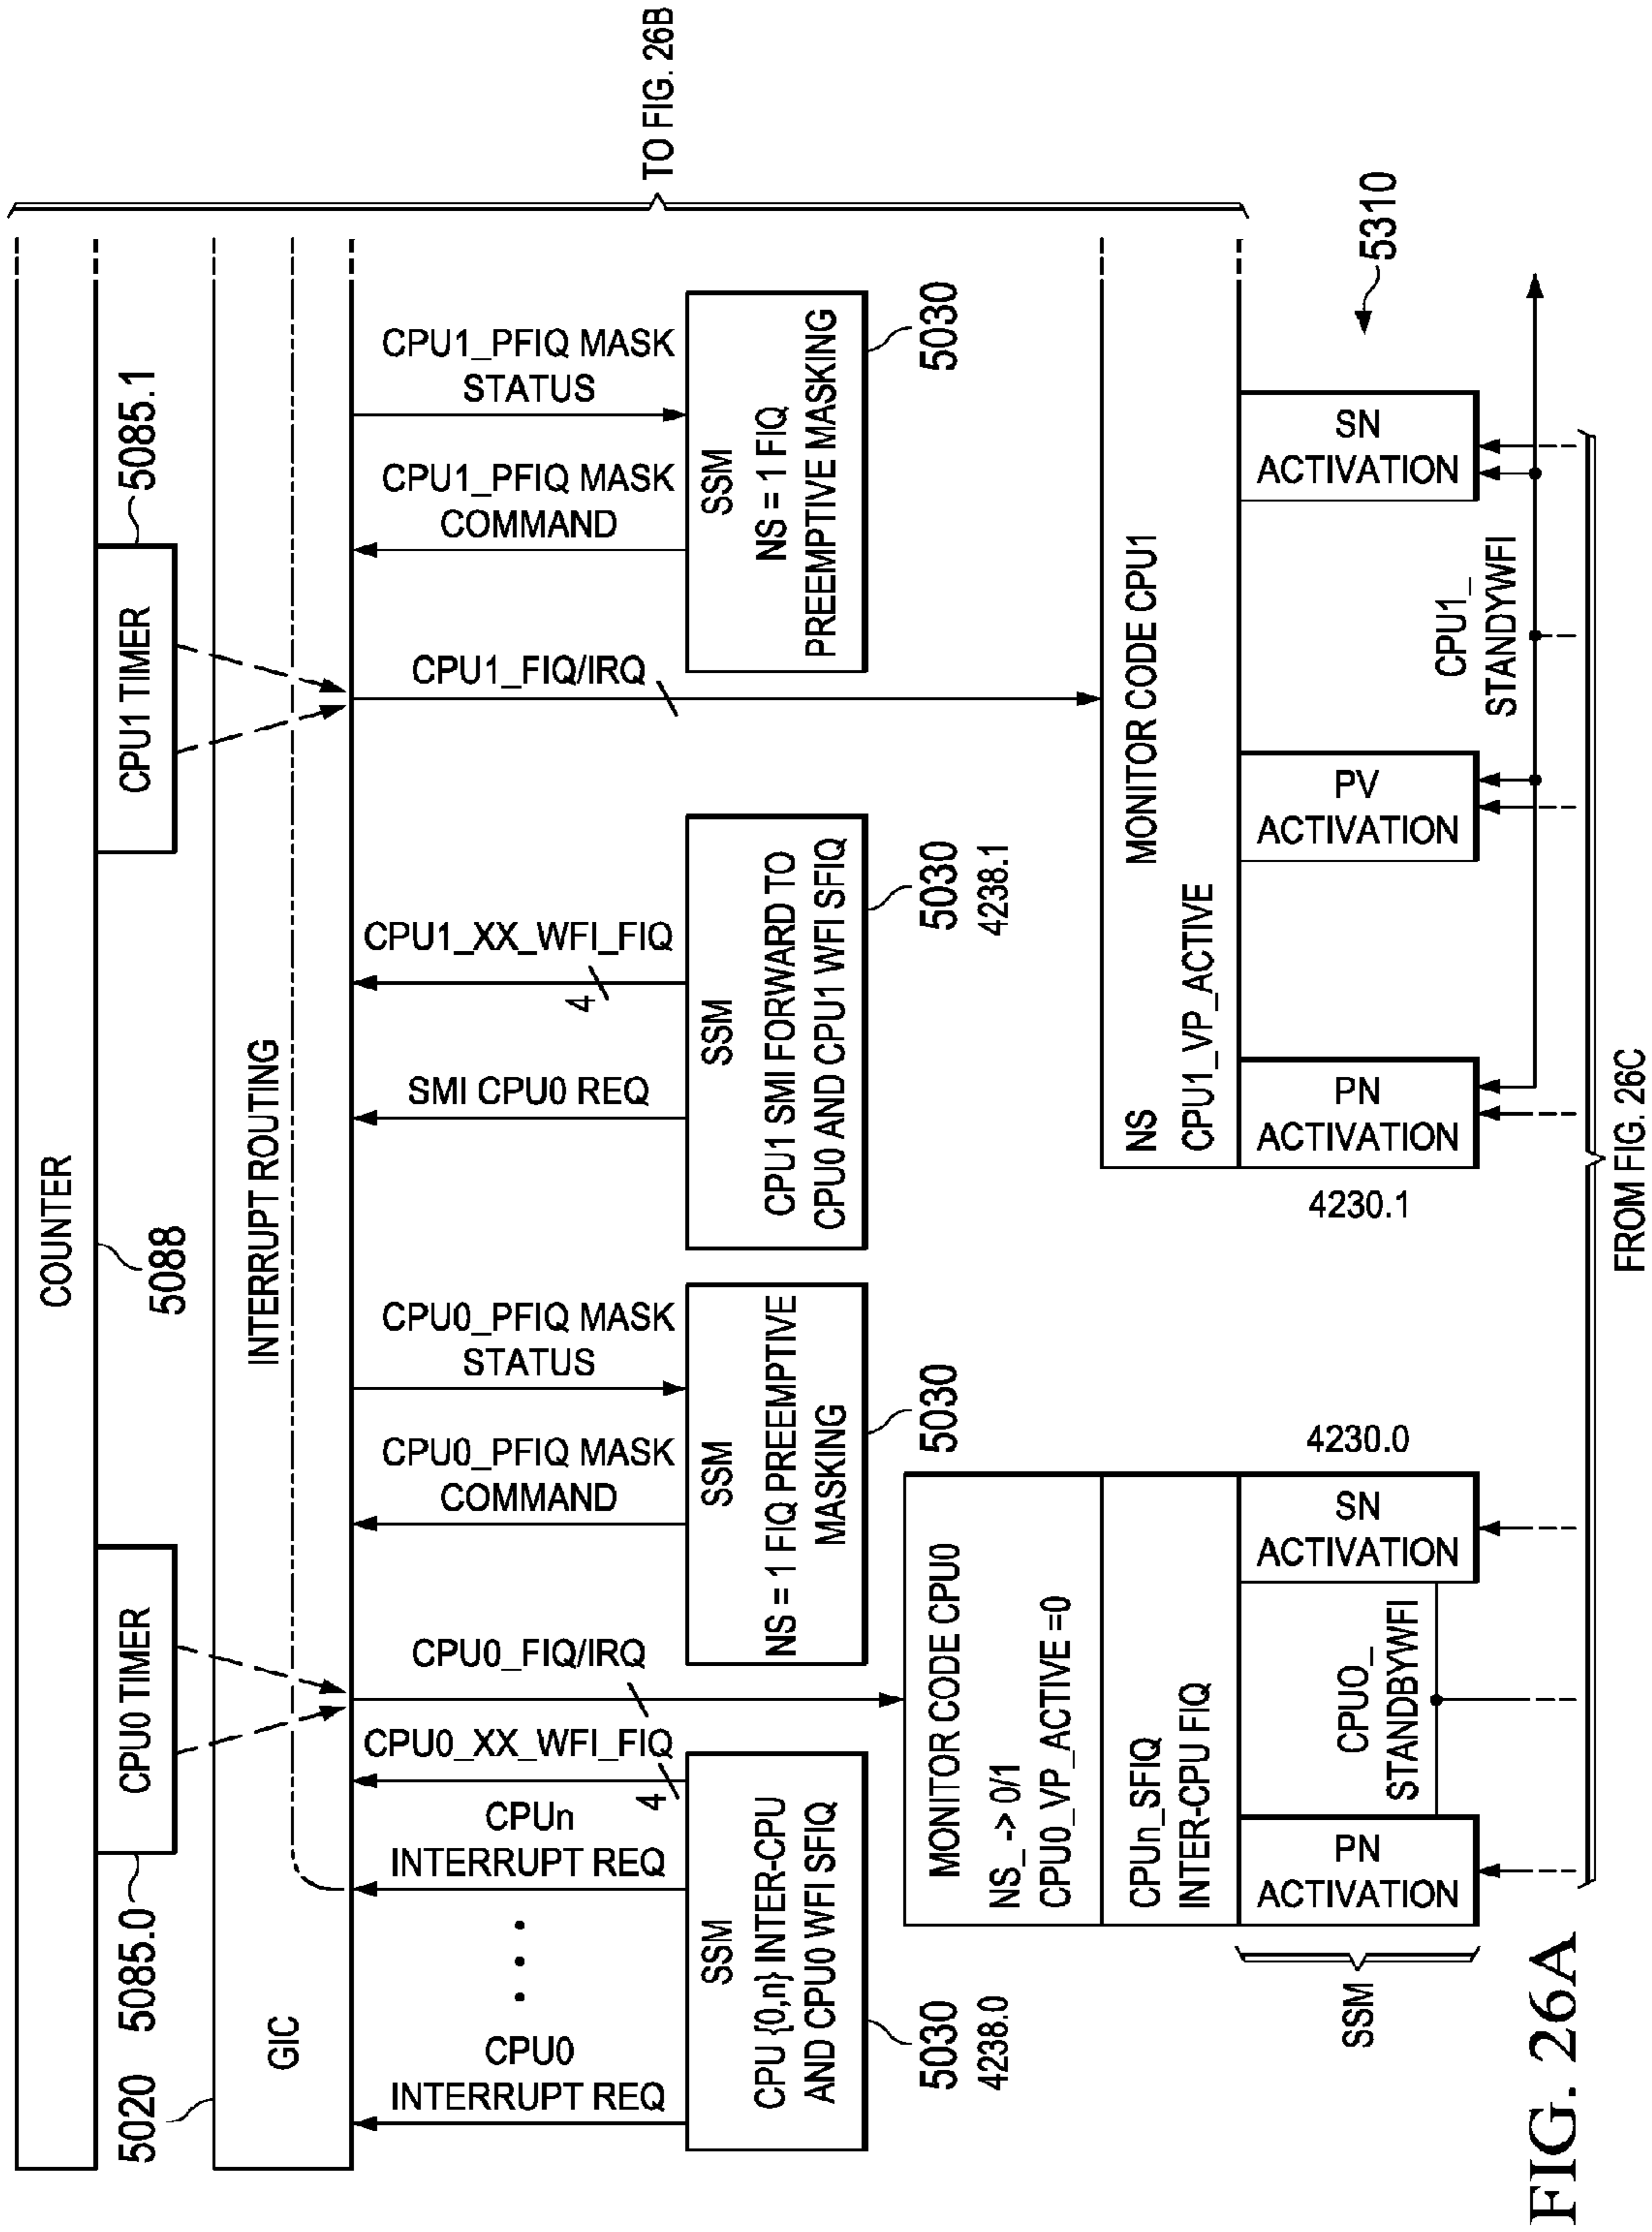 COUNTER
5088
5020
5085.0
CPU0 TIMER
CPU1 TIMER
5085.1
GIC
INTERRUPT ROUTING
TO FIG. 26B
CPU0
INTERRUPT REQ
CPUn
INTERRUPT REQ
CPU0_XX_WFI_FIQ
4
CPU0_FIQ/IRQ
CPU0_PFIQ MASK
COMMAND
CPU0_PFIQ MASK
STATUS
SMI CPU0 REQ
CPU1_XX_WFI_FIQ
4
CPU1_FIQ/IRQ
CPU1_PFIQ MASK
COMMAND
CPU1_PFIQ MASK
STATUS
SSM
CPU {0,n} INTER-CPU
AND CPU0 WFI SFIQ
5030
4238.0
SSM
NS = 1 FIQ PREEMPTIVE
MASKING
5030
SSM
CPU1 SMI FORWARD TO
CPU0 AND CPU1 WFI SFIQ
5030
4238.1
SSM
NS = 1 FIQ
PREEMPTIVE MASKING
5030
MONITOR CODE CPU0
NS_ -> 0/1
CPU0_VP_ACTIVE =0
CPUn_SFIQ
INTER-CPU FIQ
MONITOR CODE CPU1
NS
CPU1_VP_ACTIVE
SSM
PN
ACTIVATION
CPUO_
STANDBYWFI
SN
ACTIVATION
4230.0
4230.1
PN
ACTIVATION
PV
ACTIVATION
CPU1_
STANDYWFI
SN
ACTIVATION
5310
FROM FIG. 26C
FIG. 26A